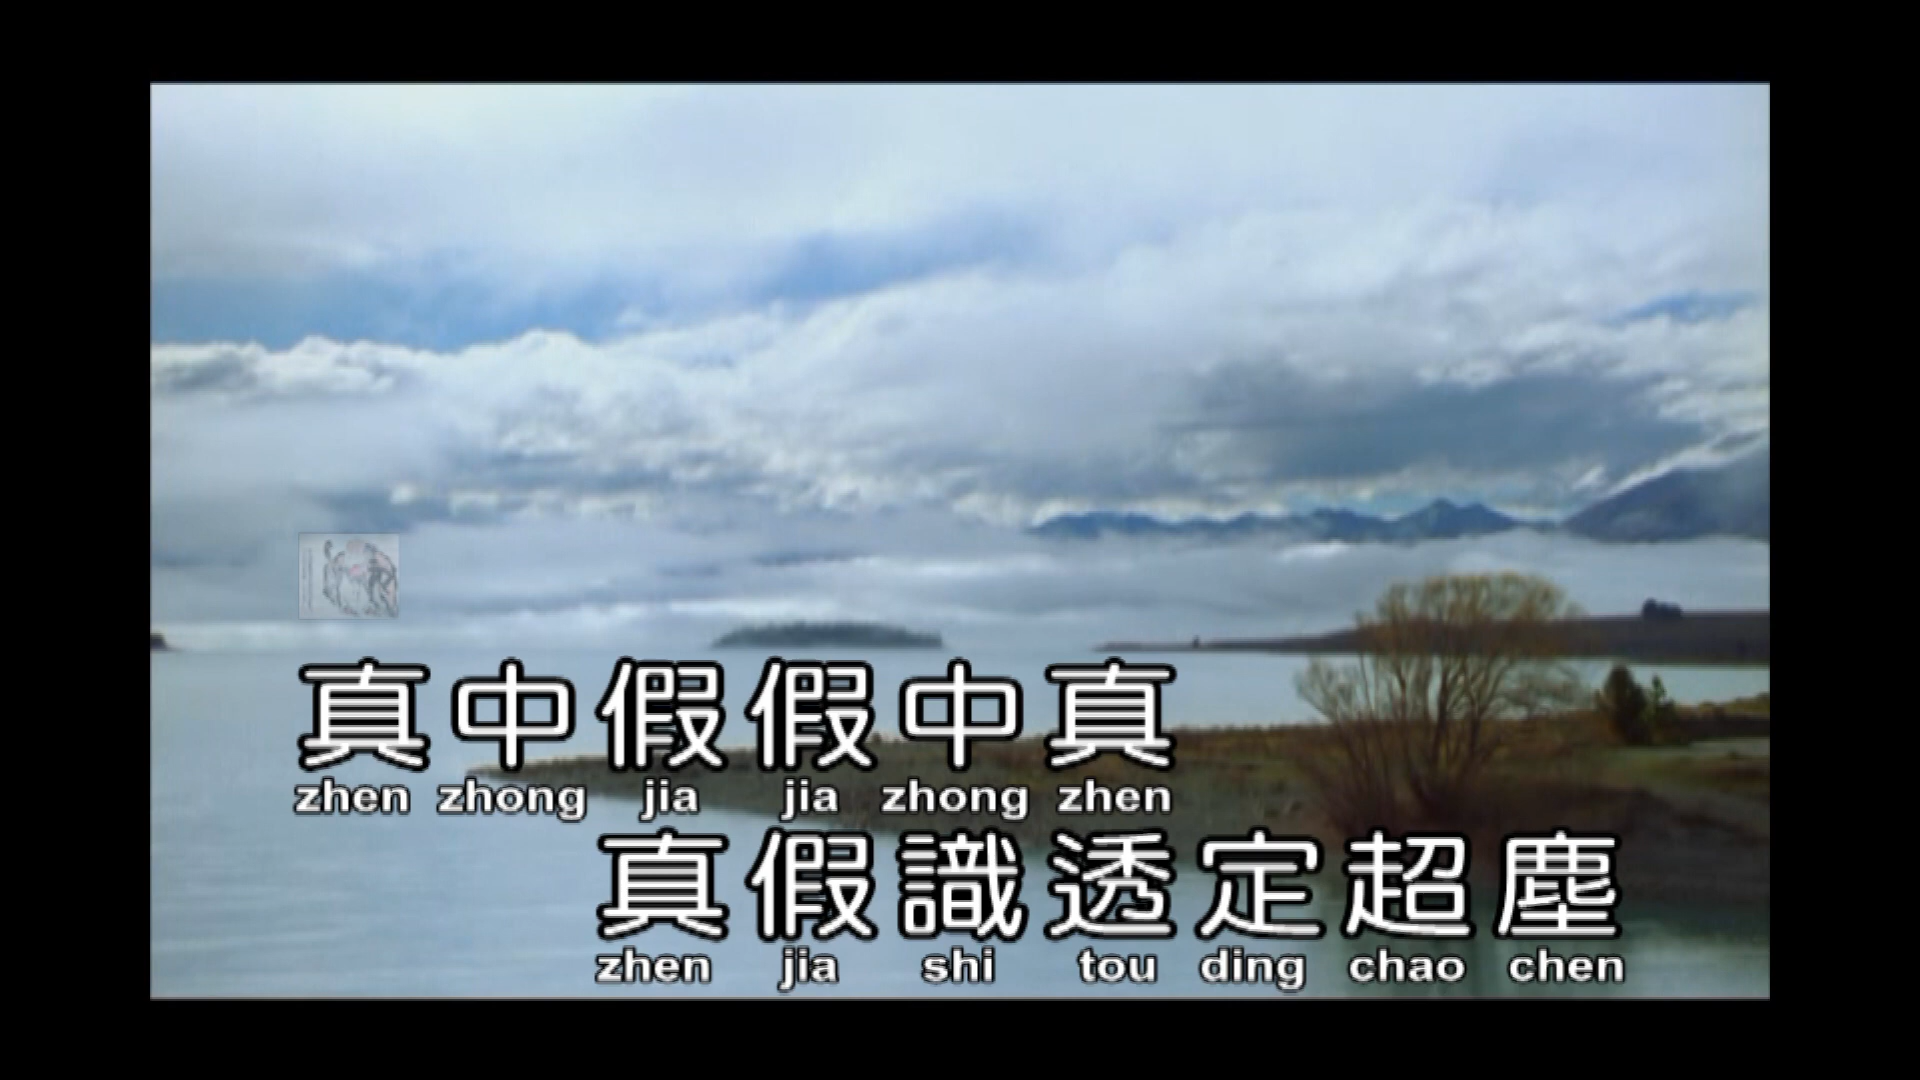 真中假假中真
zhen zhong jia jia zhong zhen
真假識透定超塵
zhen jia shi tou ding chao chen